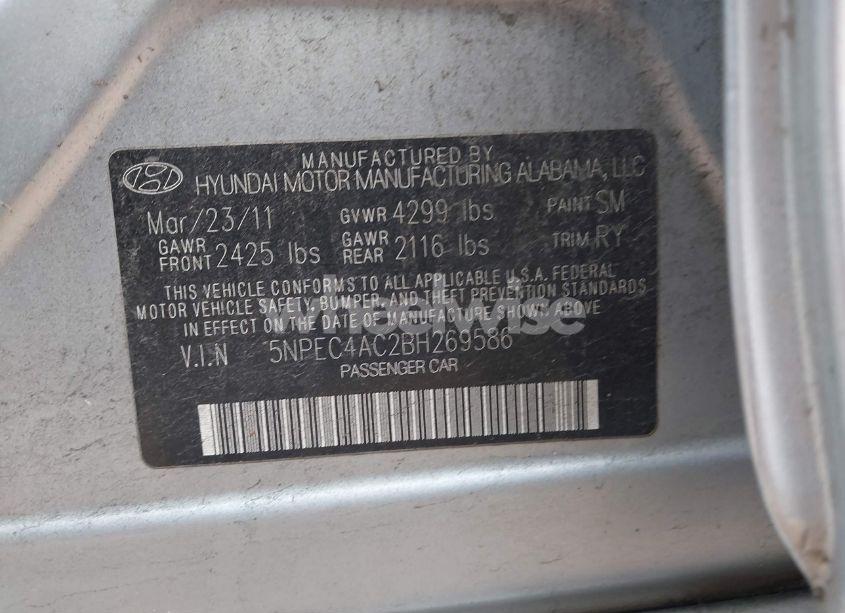 MANUFACTURED BY
HYUNDAI MOTOR MANUFACTURING ALABAMA, LLC
Mar/23/11 GVWR 4299 lbs PAINT SM
GAWR FRONT 2425 lbs GAWR REAR 2116 lbs TRIM RY
THIS VEHICLE CONFORMS TO ALL APPLICABLE U.S.A. FEDERAL
MOTOR VEHICLE SAFETY, BUMPER, AND THEFT PREVENTION STANDARDS
IN EFFECT ON THE DATE OF MANUFACTURE SHOWN ABOVE
V.I.N 5NPEC4AC2BH269586
PASSENGER CAR
wheelwise